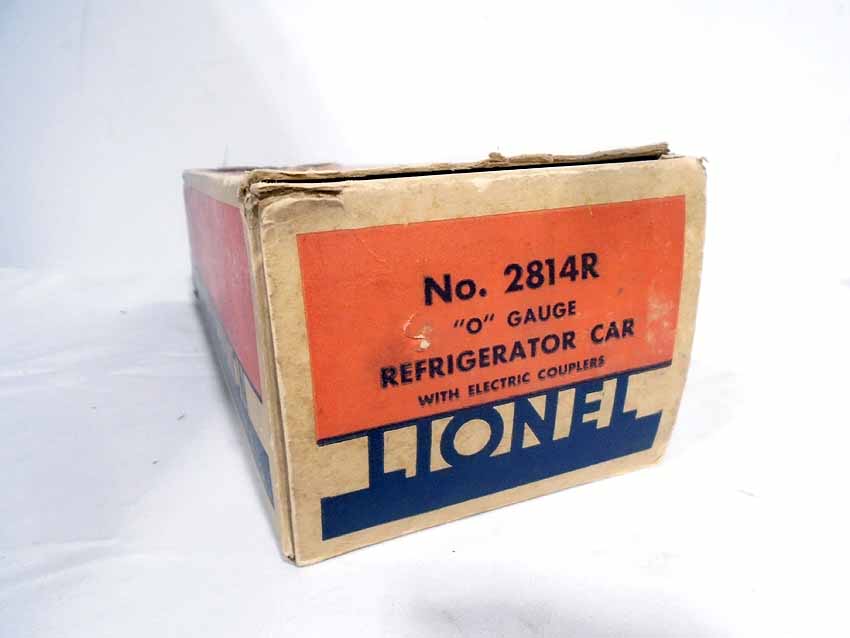 No. 2814R
"O" GAUGE
REFRIGERATOR CAR
WITH ELECTRIC COUPLERS
LIONEL